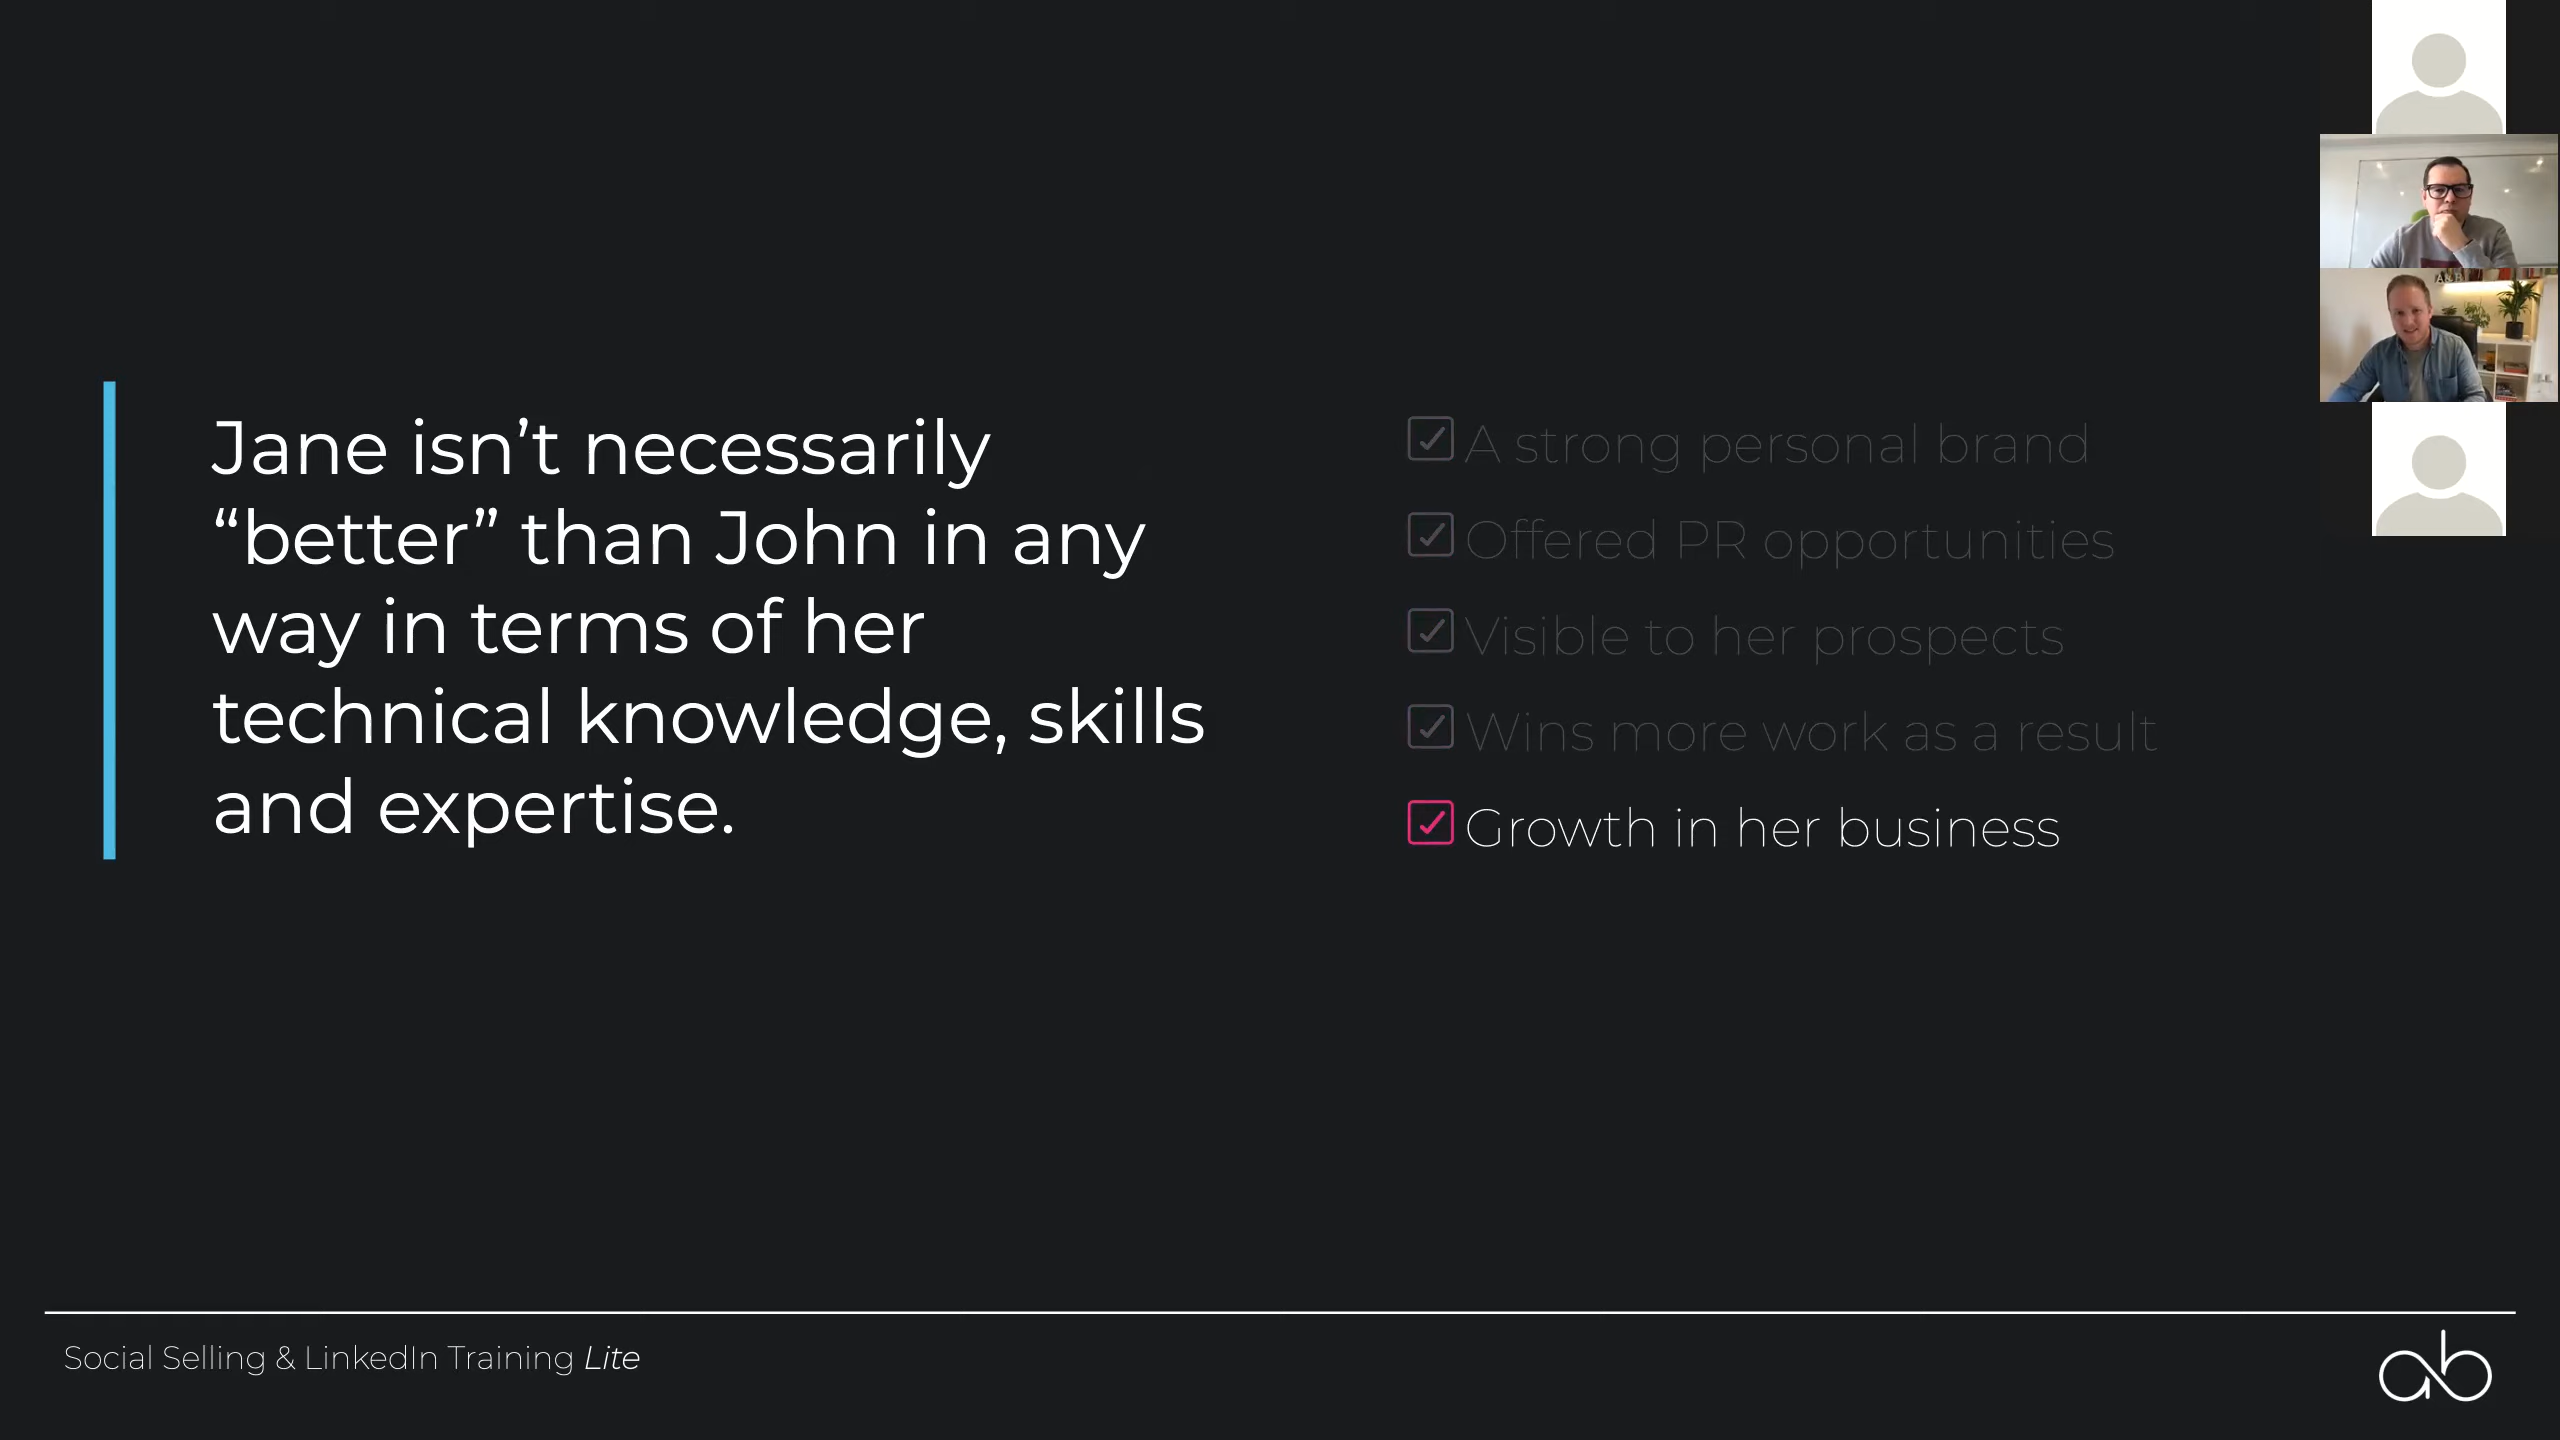 Jane isn’t necessarily
“better” than John in any
way in terms of her
technical knowledge, skills
and expertise.
A strong personal brand
Offered PR opportunities
Visible to her prospects
Wins more work as a result
Growth in her business
Social Selling & LinkedIn Training Lite
ab